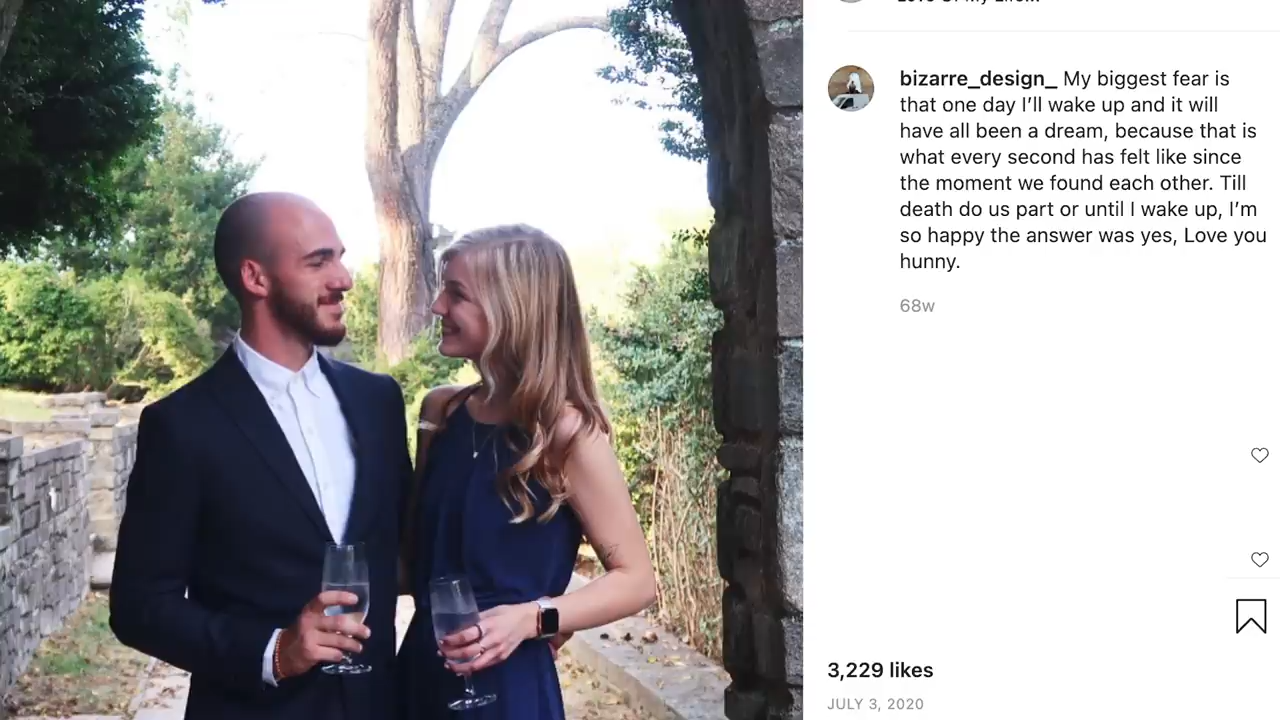 bizarre_design_ My biggest fear is
that one day I’ll wake up and it will
have all been a dream, because that is
what every second has felt like since
the moment we found each other. Till
death do us part or until I wake up, I’m
so happy the answer was yes, Love you
hunny.
68w
3,229 likes
JULY 3, 2020